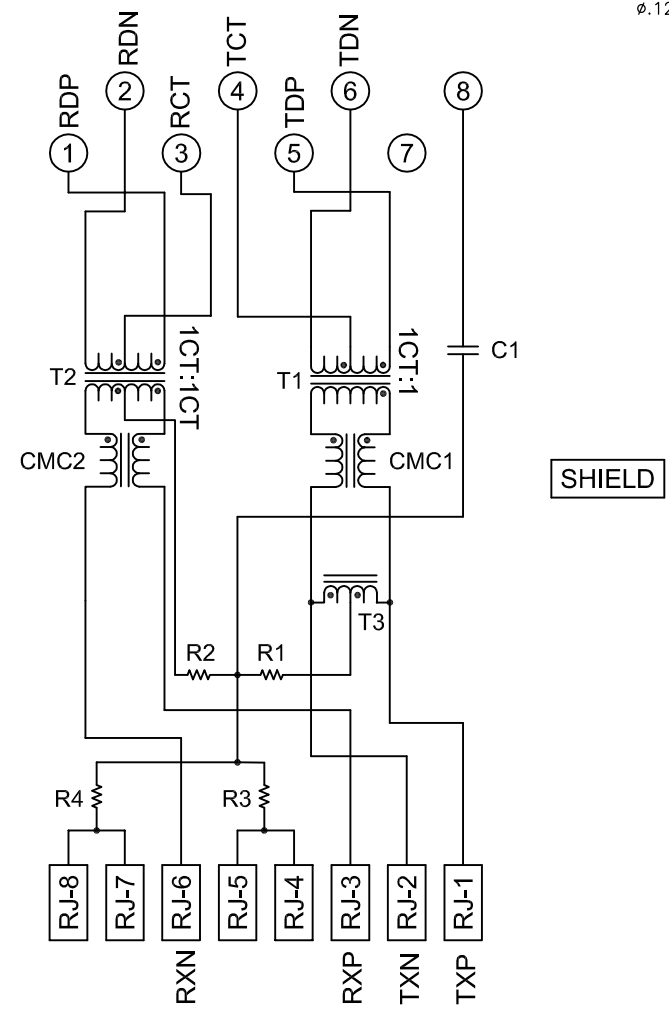 ø.12
RDN
TCT
TDN
2
4
6
8
RDP
RCT
TDP
1
3
5
7
1CT:1CT
1CT:1
C1
T2
T1
CMC2
CMC1
SHIELD
T3
R2
R1
R4
R3
RJ-8
RJ-7
RJ-6
RJ-5
RJ-4
RJ-3
RJ-2
RJ-1
RXN
RXP
TXN
TXP